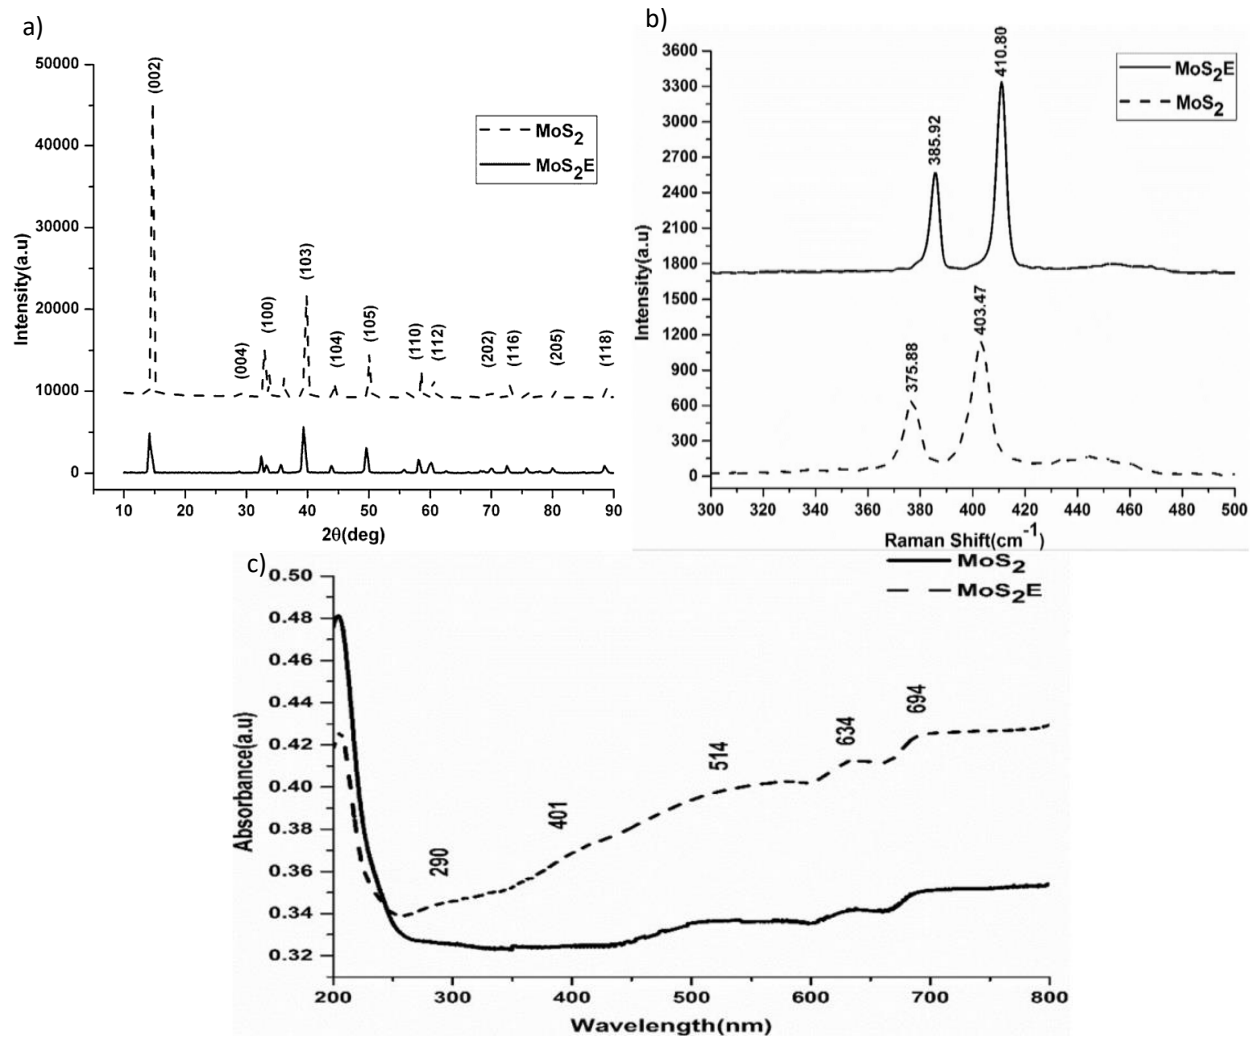 a)
50000
40000
30000
20000
10000
0
Intensity(a.u)
(002)
(004)
(100)
(103)
(104)
(105)
(110)
(112)
(202)
(116)
(205)
(118)
MoS2
MoS2E
10 20 30 40 50 60 70 80 90
2θ(deg)
b)
3600
3300
3000
2700
2400
2100
1800
1500
1200
900
600
300
0
Intensity(a.u)
385.92
410.80
375.88
403.47
MoS2E
MoS2
300 320 340 360 380 400 420 440 460 480 500
Raman Shift(cm-1)
c)
0.50
0.48
0.46
0.44
0.42
0.40
0.38
0.36
0.34
0.32
Absorbance(a.u)
MoS2
MoS2E
290
401
514
634
694
200 300 400 500 600 700 800
Wavelength(nm)